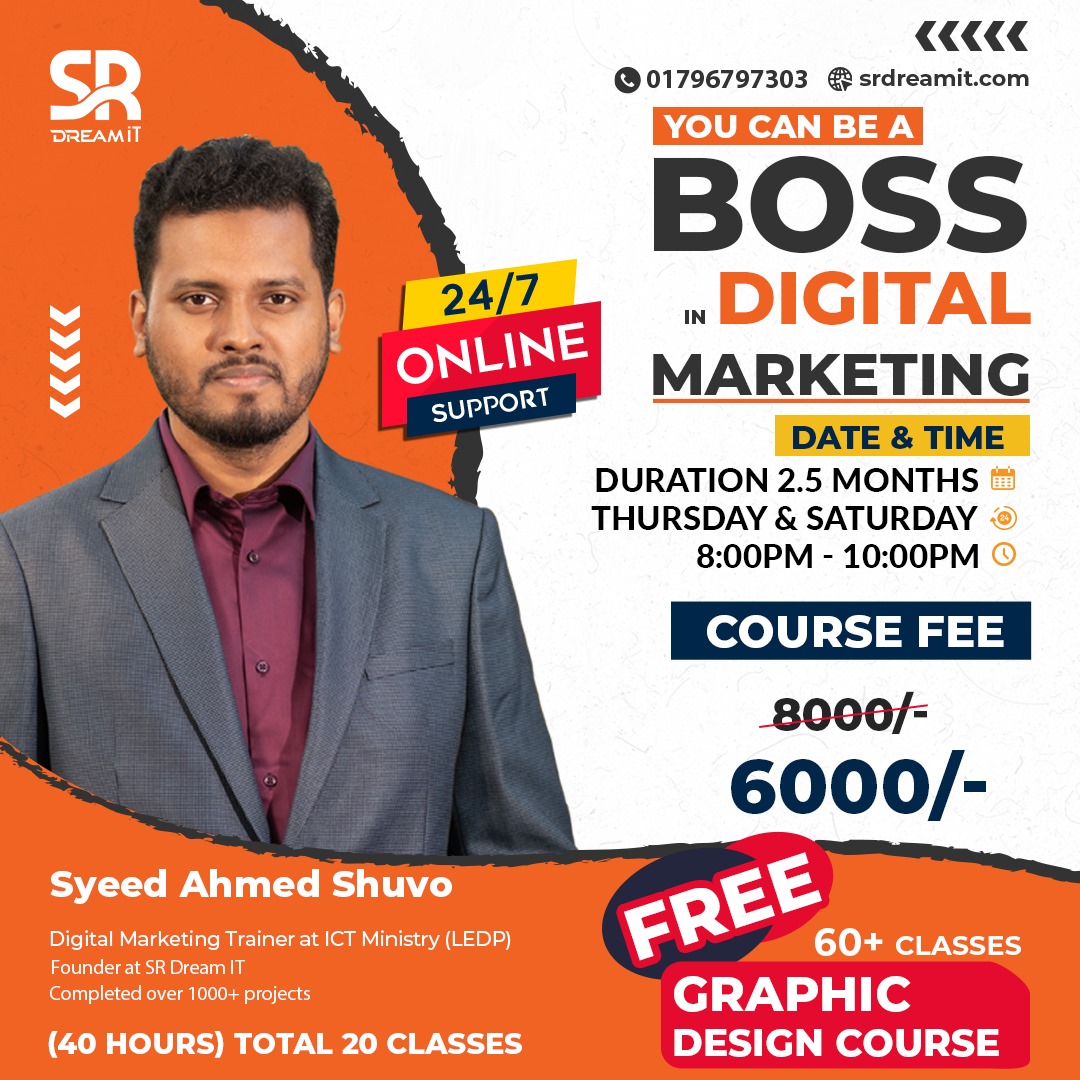 SR
DREAM IT
01796797303 srdreamit.com
YOU CAN BE A
BOSS
IN DIGITAL
MARKETING
24/7
ONLINE
SUPPORT
DATE & TIME
DURATION 2.5 MONTHS
THURSDAY & SATURDAY
24
8:00PM - 10:00PM
COURSE FEE
8000/-
6000/-
Syeed Ahmed Shuvo
Digital Marketing Trainer at ICT Ministry (LEDP)
Founder at SR Dream IT
Completed over 1000+ projects
(40 HOURS) TOTAL 20 CLASSES
FREE
60+ CLASSES
GRAPHIC
DESIGN COURSE